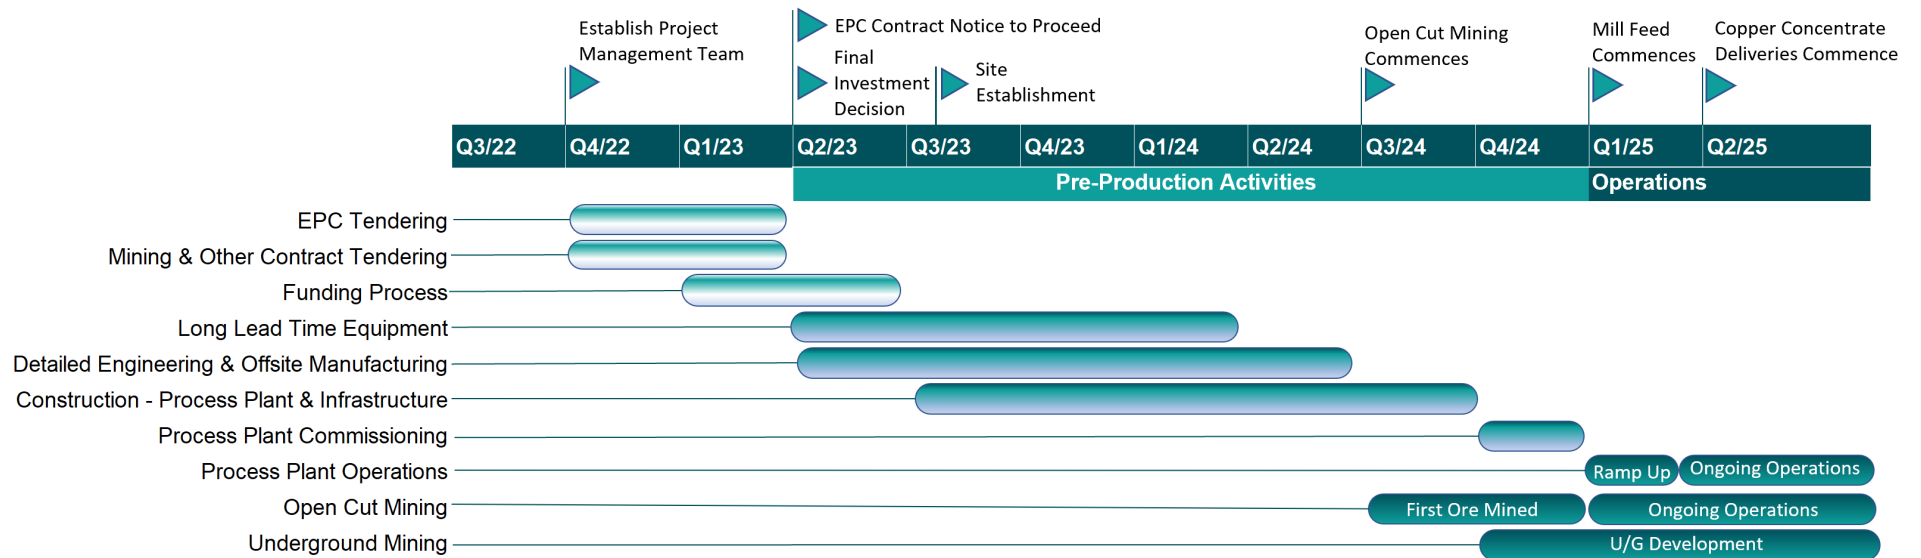 Establish Project
Management Team
EPC Contract Notice to Proceed
Final
Investment
Decision
Site
Establishment
Open Cut Mining
Commences
Mill Feed
Commences
Copper Concentrate
Deliveries Commence
Q3/22 Q4/22 Q1/23 Q2/23 Q3/23 Q4/23 Q1/24 Q2/24 Q3/24 Q4/24 Q1/25 Q2/25
Pre-Production Activities Operations
EPC Tendering
Mining & Other Contract Tendering
Funding Process
Long Lead Time Equipment
Detailed Engineering & Offsite Manufacturing
Construction - Process Plant & Infrastructure
Process Plant Commissioning
Process Plant Operations Ramp Up Ongoing Operations
Open Cut Mining First Ore Mined Ongoing Operations
Underground Mining U/G Development